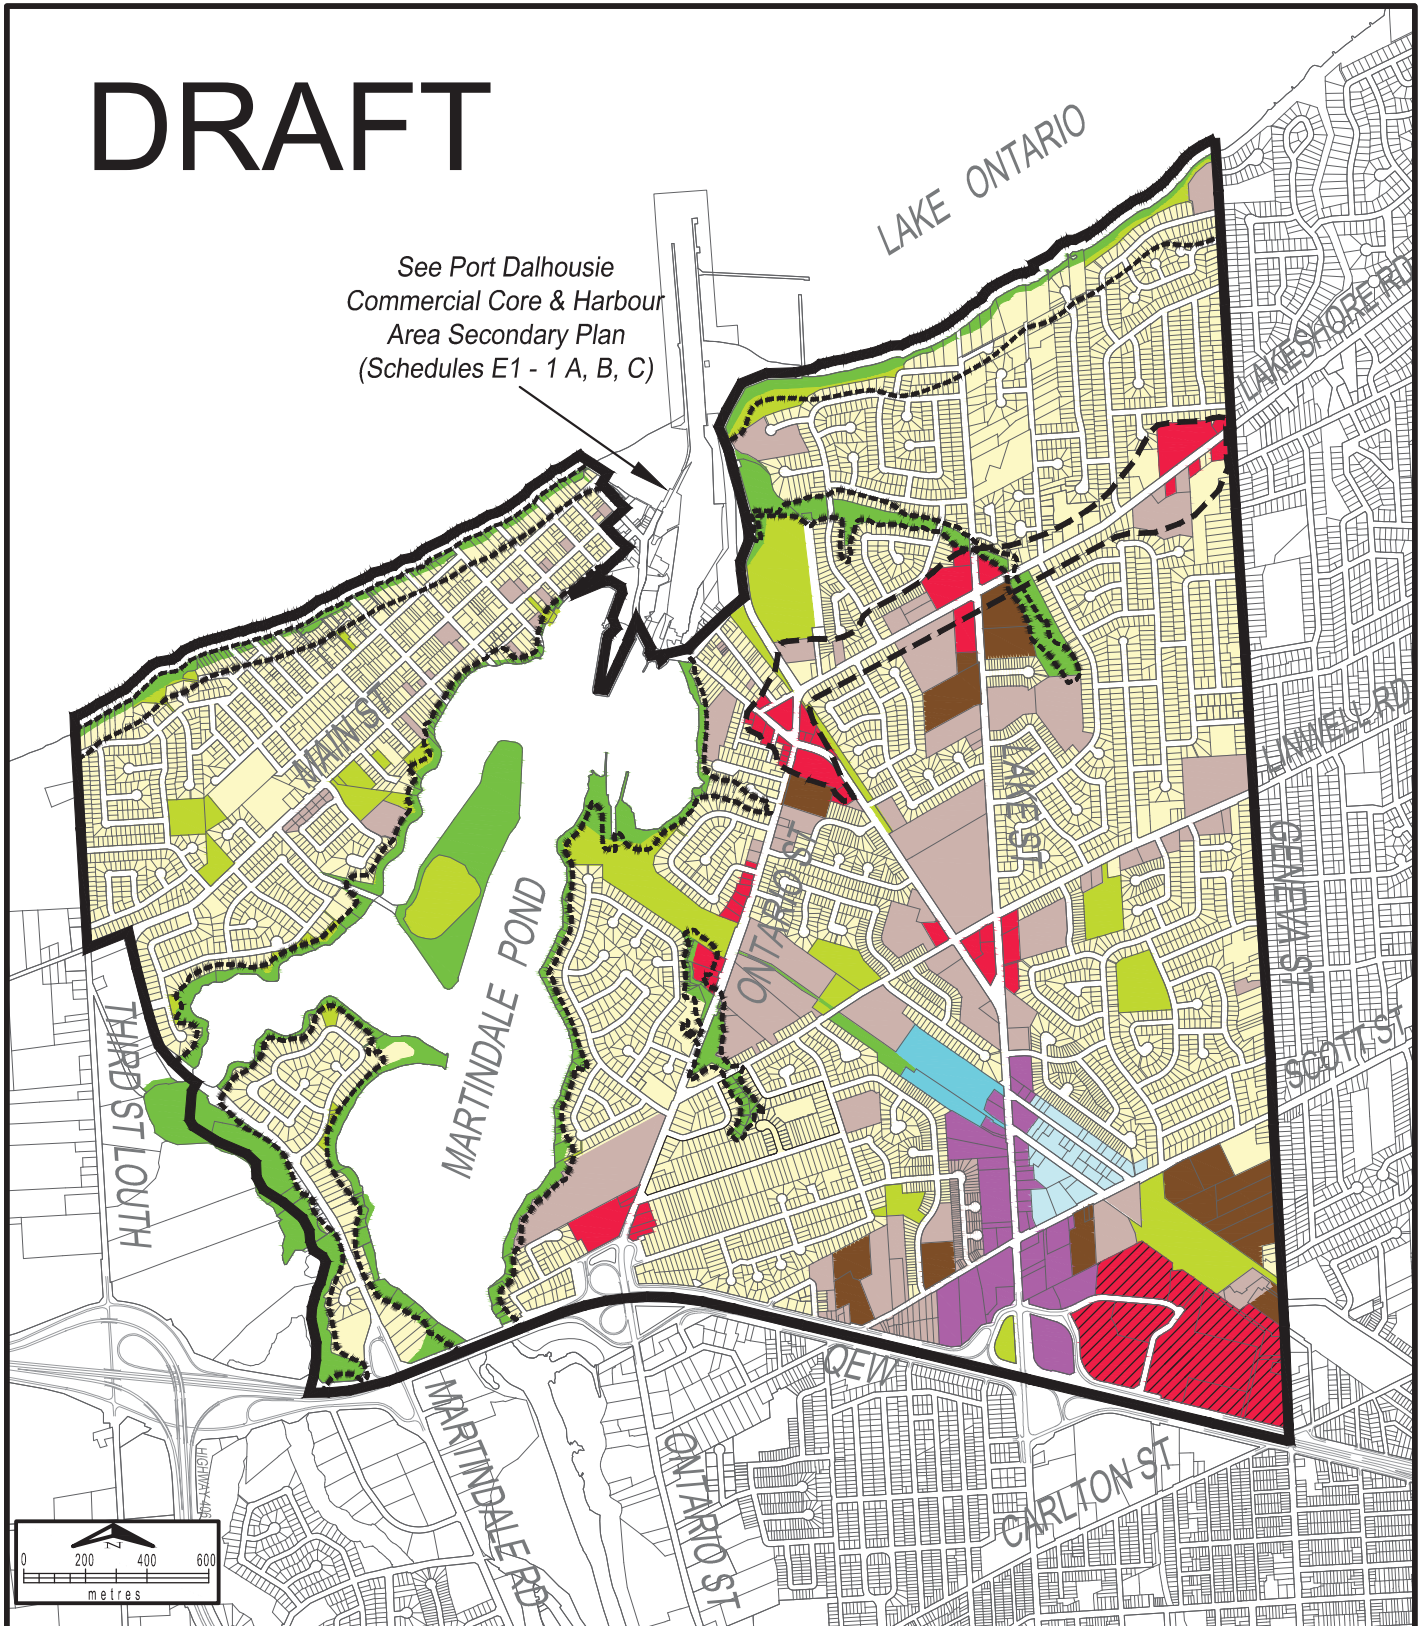 DRAFT
LAKE ONTARIO
See Port Dalhousie
Commercial Core & Harbour
Area Secondary Plan
(Schedules E1 - 1 A, B, C)
LAKESHORE RD
MAIN ST
LINWELL RD
LAKE ST
GENEVA ST
ONTARIO ST
MARTINDALE POND
THIRD ST LOUTH
SCOTT ST
QEW
MARTINDALE RD
ONTARIO ST
CARLTON ST
HIGHWAY 406
N
0 200 400 600
metres